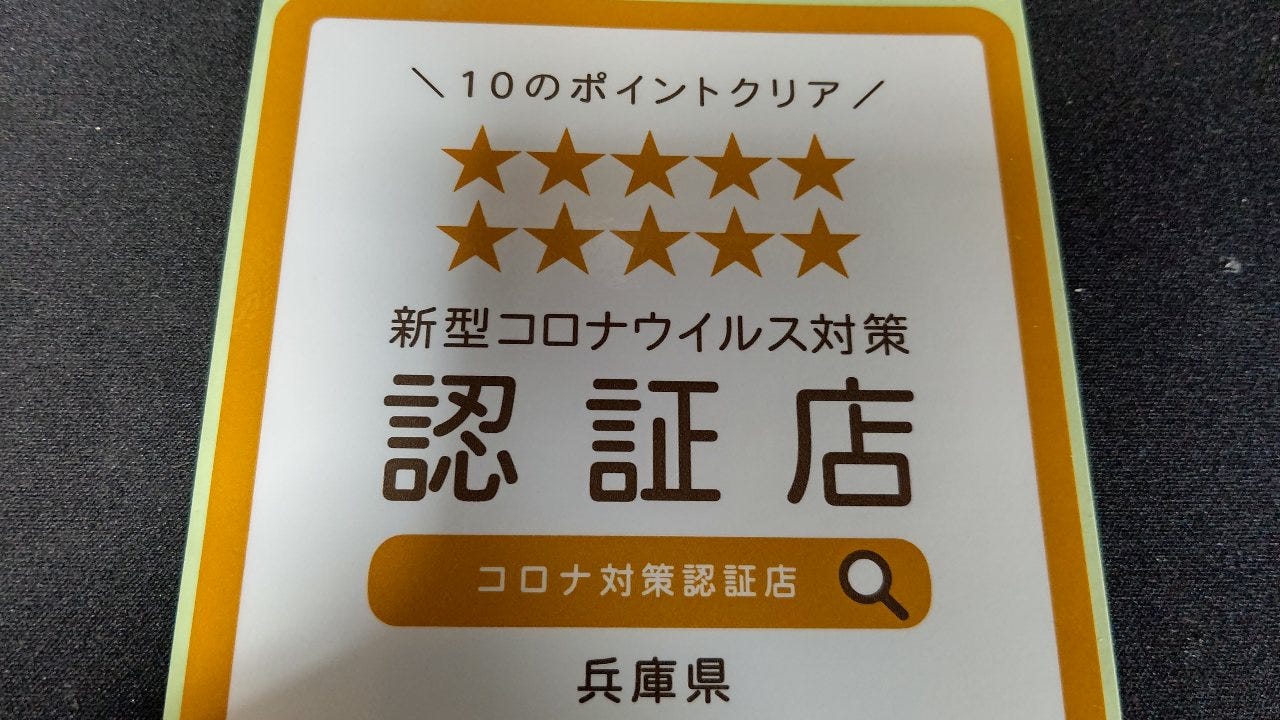 \10のポイントクリア/
★★★★★
★★★★★
新型コロナウイルス対策
認証店
コロナ対策認証店
兵庫県